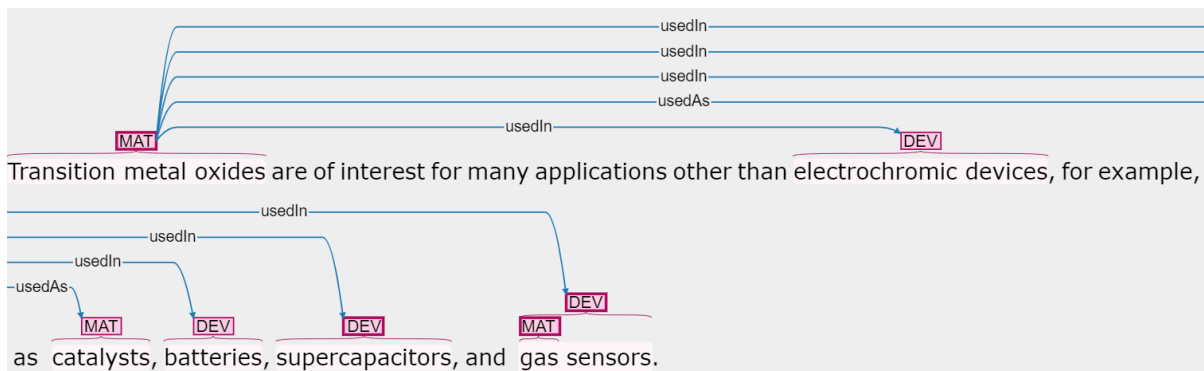 usedIn
usedIn
usedIn
usedAs
usedIn
MAT DEV
Transition metal oxides are of interest for many applications other than electrochromic devices, for example,
usedIn
usedIn
usedIn
usedAs
DEV
MAT DEV DEV MAT
as catalysts, batteries, supercapacitors, and gas sensors.